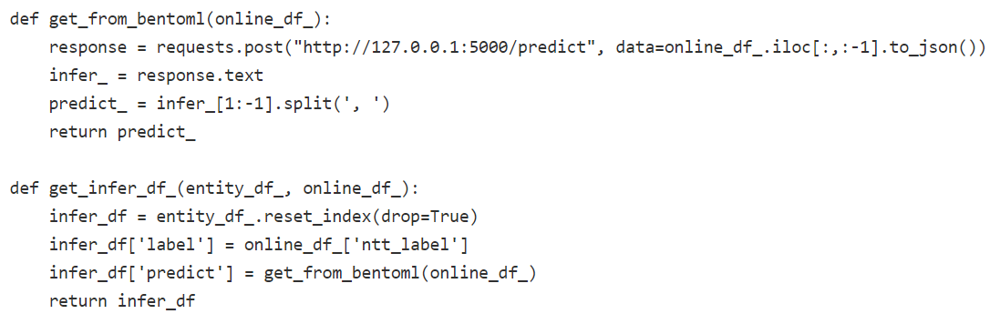 def get_from_bentoml(online_df_):
    response = requests.post("http://127.0.0.1:5000/predict", data=online_df_.iloc[:,:-1].to_json())
    infer_ = response.text
    predict_ = infer_[1:-1].split(', ')
    return predict_

def get_infer_df_(entity_df_, online_df_):
    infer_df = entity_df_.reset_index(drop=True)
    infer_df['label'] = online_df_['ntt_label']
    infer_df['predict'] = get_from_bentoml(online_df_)
    return infer_df